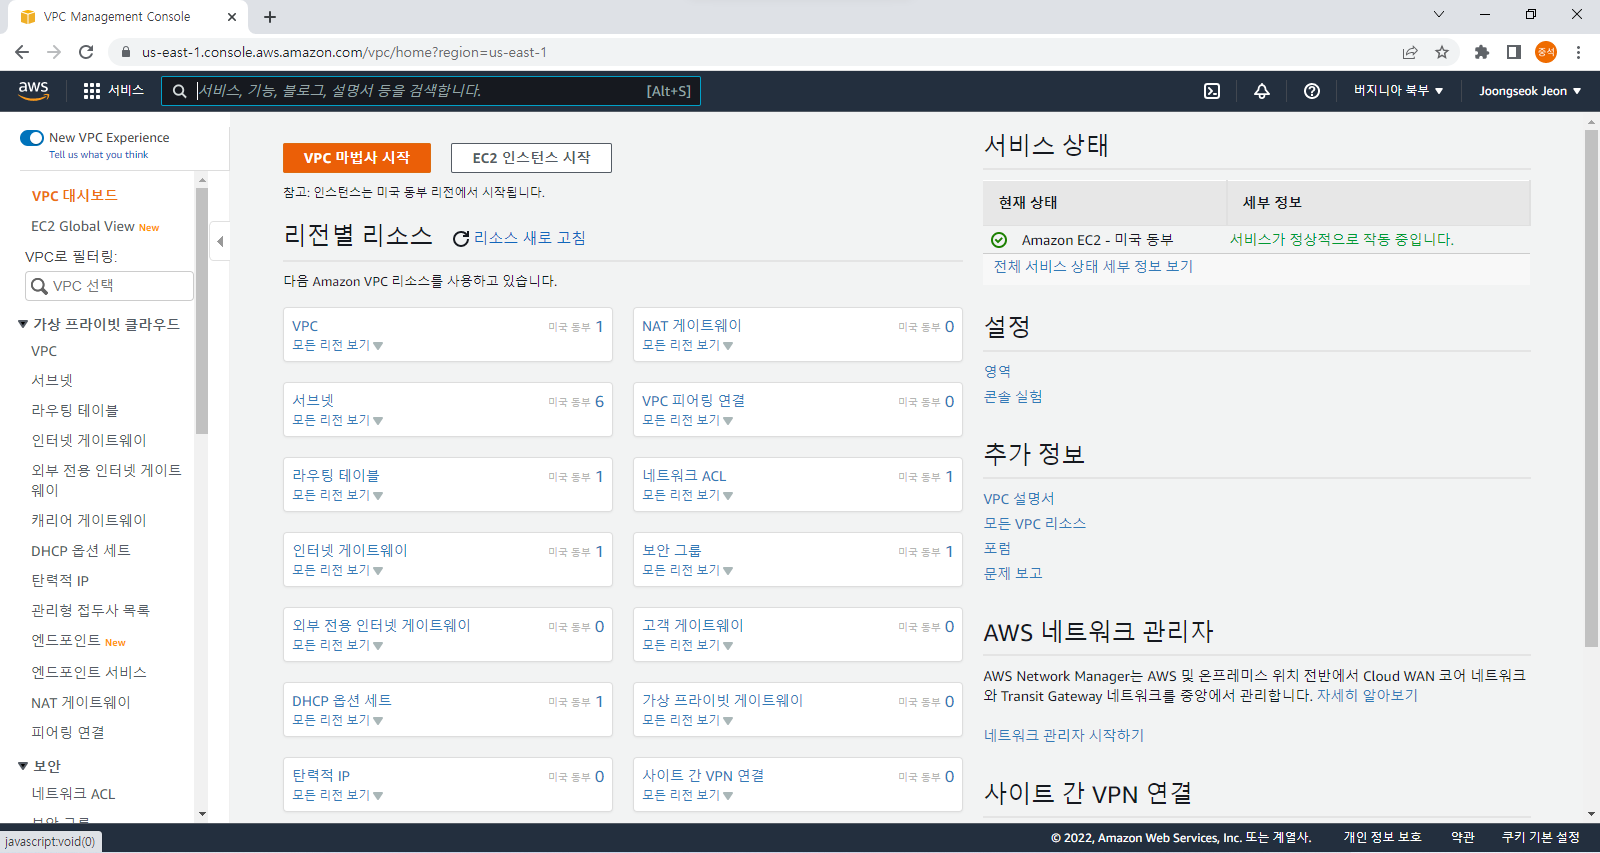 VPC Management Console
us-east-1.console.aws.amazon.com/vpc/home?region=us-east-1
중석
aws
서비스
서비스, 기능, 블로그, 설명서 등을 검색합니다.
[Alt+S]
버지니아 북부 ▼
Joongseok Jeon ▼
New VPC Experience
Tell us what you think
VPC 대시보드
EC2 Global View New
VPC로 필터링:
VPC 선택
가상 프라이빗 클라우드
VPC
서브넷
라우팅 테이블
인터넷 게이트웨이
외부 전용 인터넷 게이트
웨이
캐리어 게이트웨이
DHCP 옵션 세트
탄력적 IP
관리형 접두사 목록
엔드포인트 New
엔드포인트 서비스
NAT 게이트웨이
피어링 연결
보안
네트워크 ACL
보안 그룹
javascript:void(0)
VPC 마법사 시작
EC2 인스턴스 시작
참고: 인스턴스는 미국 동부 리전에서 시작됩니다.
리전별 리소스
리소스 새로 고침
다음 Amazon VPC 리소스를 사용하고 있습니다.
VPC 미국 동부 1
모든 리전 보기
NAT 게이트웨이 미국 동부 0
모든 리전 보기
서브넷 미국 동부 6
모든 리전 보기
VPC 피어링 연결 미국 동부 0
모든 리전 보기
라우팅 테이블 미국 동부 1
모든 리전 보기
네트워크 ACL 미국 동부 1
모든 리전 보기
인터넷 게이트웨이 미국 동부 1
모든 리전 보기
보안 그룹 미국 동부 1
모든 리전 보기
외부 전용 인터넷 게이트웨이 미국 동부 0
모든 리전 보기
고객 게이트웨이 미국 동부 0
모든 리전 보기
DHCP 옵션 세트 미국 동부 1
모든 리전 보기
가상 프라이빗 게이트웨이 미국 동부 0
모든 리전 보기
탄력적 IP 미국 동부 0
모든 리전 보기
사이트 간 VPN 연결 미국 동부 0
모든 리전 보기
서비스 상태
현재 상태 세부 정보
Amazon EC2 - 미국 동부 서비스가 정상적으로 작동 중입니다.
전체 서비스 상태 세부 정보 보기
설정
영역
콘솔 실험
추가 정보
VPC 설명서
모든 VPC 리소스
포럼
문제 보고
AWS 네트워크 관리자
AWS Network Manager는 AWS 및 온프레미스 위치 전반에서 Cloud WAN 코어 네트워크
와 Transit Gateway 네트워크를 중앙에서 관리합니다. 자세히 알아보기
네트워크 관리자 시작하기
사이트 간 VPN 연결
© 2022, Amazon Web Services, Inc. 또는 계열사.
개인 정보 보호
약관
쿠키 기본 설정